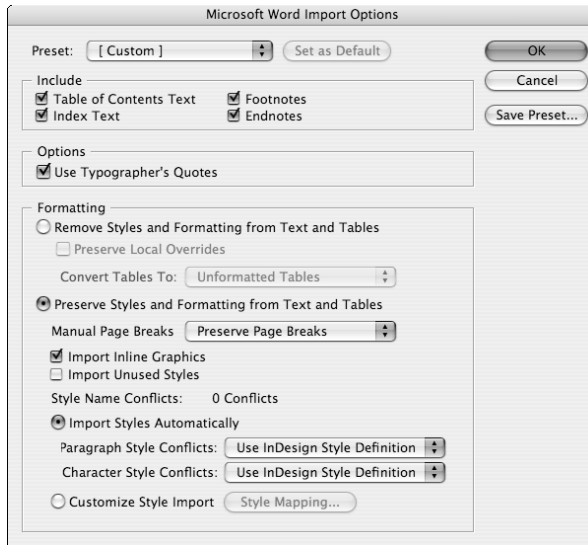 Microsoft Word Import Options
Preset: [ Custom ] Set as Default OK
Include Cancel
Table of Contents Text Footnotes
Index Text Endnotes Save Preset...
Options
Use Typographer's Quotes
Formatting
Remove Styles and Formatting from Text and Tables
Preserve Local Overrides
Convert Tables To: Unformatted Tables
Preserve Styles and Formatting from Text and Tables
Manual Page Breaks Preserve Page Breaks
Import Inline Graphics
Import Unused Styles
Style Name Conflicts: 0 Conflicts
Import Styles Automatically
Paragraph Style Conflicts: Use InDesign Style Definition
Character Style Conflicts: Use InDesign Style Definition
Customize Style Import Style Mapping...